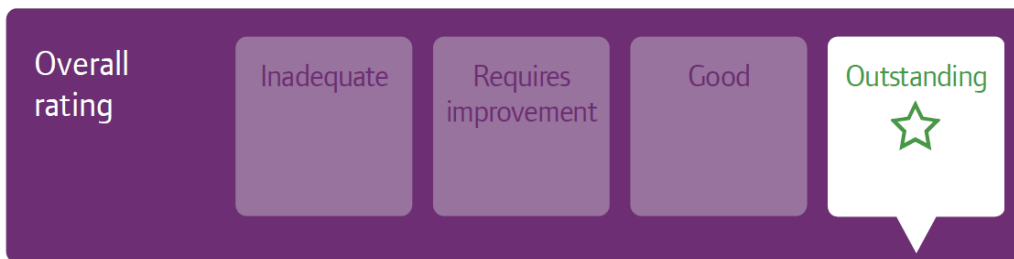 Overall
rating
Inadequate
Requires
improvement
Good
Outstanding